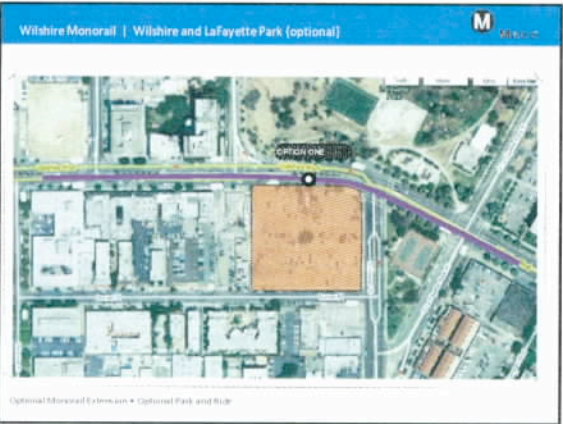 Wilshire Monorail | Wilshire and LaFayette Park (optional)
M
Metro
OPTION ONE
Optional Monorail Extension • Optional Park and Ride